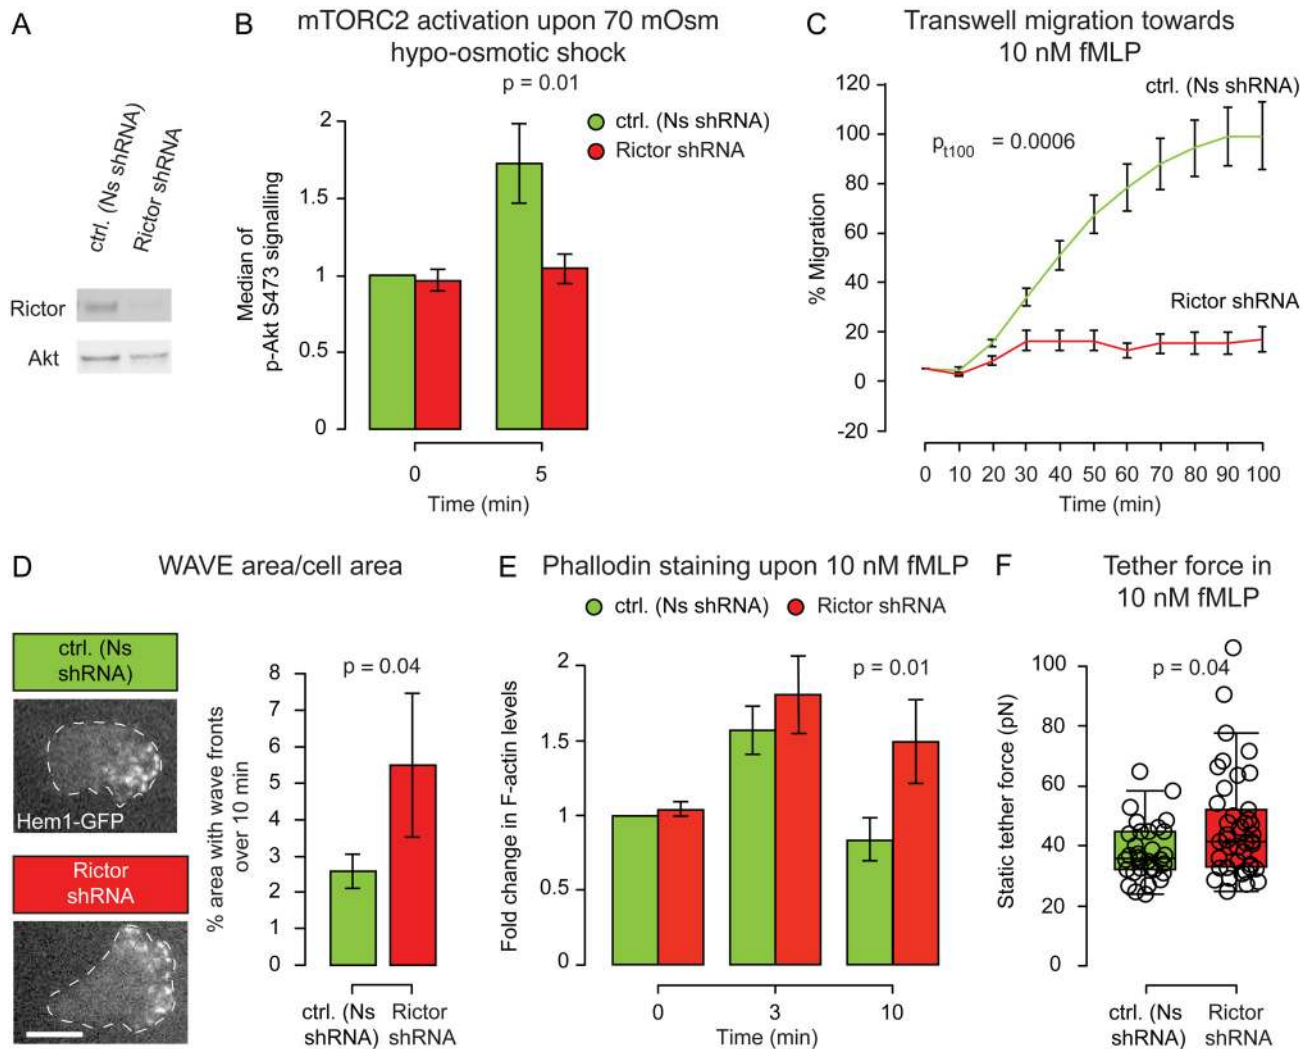 A
ctrl. (Ns shRNA)
Rictor shRNA
Rictor
Akt
B
mTORC2 activation upon 70 mOsm
hypo-osmotic shock
p = 0.01
ctrl. (Ns shRNA)
Rictor shRNA
Median of
p-Akt S473 signalling
2
1.5
1
0.5
0
0
5
Time (min)
C
Transwell migration towards
10 nM fMLP
ctrl. (Ns shRNA)
pt100 = 0.0006
Rictor shRNA
% Migration
120
100
80
60
40
20
0
-20
0 10 20 30 40 50 60 70 80 90 100
Time (min)
D
WAVE area/cell area
ctrl. (Ns
shRNA)
Hem1-GFP
Rictor
shRNA
p = 0.04
% area with wave fronts
over 10 min
8
7
6
5
4
3
2
1
0
ctrl. (Ns
shRNA)
Rictor
shRNA
E
Phallodin staining upon 10 nM fMLP
ctrl. (Ns shRNA)
Rictor shRNA
p = 0.01
Fold change in F-actin levels
2
1.5
1
0.5
0
0
3
10
Time (min)
F
Tether force in
10 nM fMLP
p = 0.04
Static tether force (pN)
100
80
60
40
20
0
ctrl. (Ns
shRNA)
Rictor
shRNA